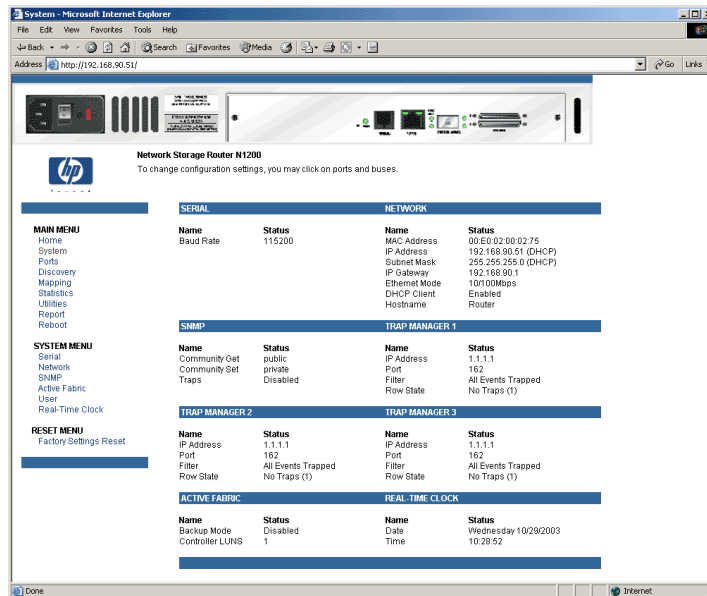 System - Microsoft Internet Explorer
File Edit View Favorites Tools Help
Back Search Favorites Media
Address http://192.168.90.51/ Go Links
hp
Network Storage Router N1200
To change configuration settings, you may click on ports and buses.
MAIN MENU
Home
System
Ports
Discovery
Mapping
Statistics
Utilities
Report
Reboot
SYSTEM MENU
Serial
Network
SNMP
Active Fabric
User
Real-Time Clock
RESET MENU
Factory Settings Reset
SERIAL
Name Status
Baud Rate 115200
NETWORK
Name Status
MAC Address 00:E0:02:00:02:75
IP Address 192.168.90.51 (DHCP)
Subnet Mask 255.255.255.0 (DHCP)
IP Gateway 192.168.90.1
Ethernet Mode 10/100Mbps
DHCP Client Enabled
Hostname Router
SNMP
Name Status
Community Get public
Community Set private
Traps Disabled
TRAP MANAGER 1
Name Status
IP Address 1.1.1.1
Port 162
Filter All Events Trapped
Row State No Traps (1)
TRAP MANAGER 2
Name Status
IP Address 1.1.1.1
Port 162
Filter All Events Trapped
Row State No Traps (1)
TRAP MANAGER 3
Name Status
IP Address 1.1.1.1
Port 162
Filter All Events Trapped
Row State No Traps (1)
ACTIVE FABRIC
Name Status
Backup Mode Disabled
Controller LUNS 1
REAL-TIME CLOCK
Name Status
Date Wednesday 10/29/2003
Time 10:28:52
Done Internet